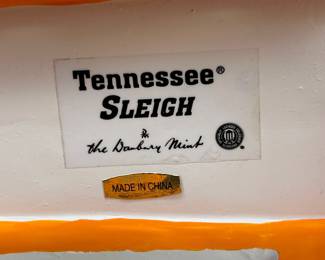 Tennessee®
SLEIGH
the Danbury Mint
MADE IN CHINA